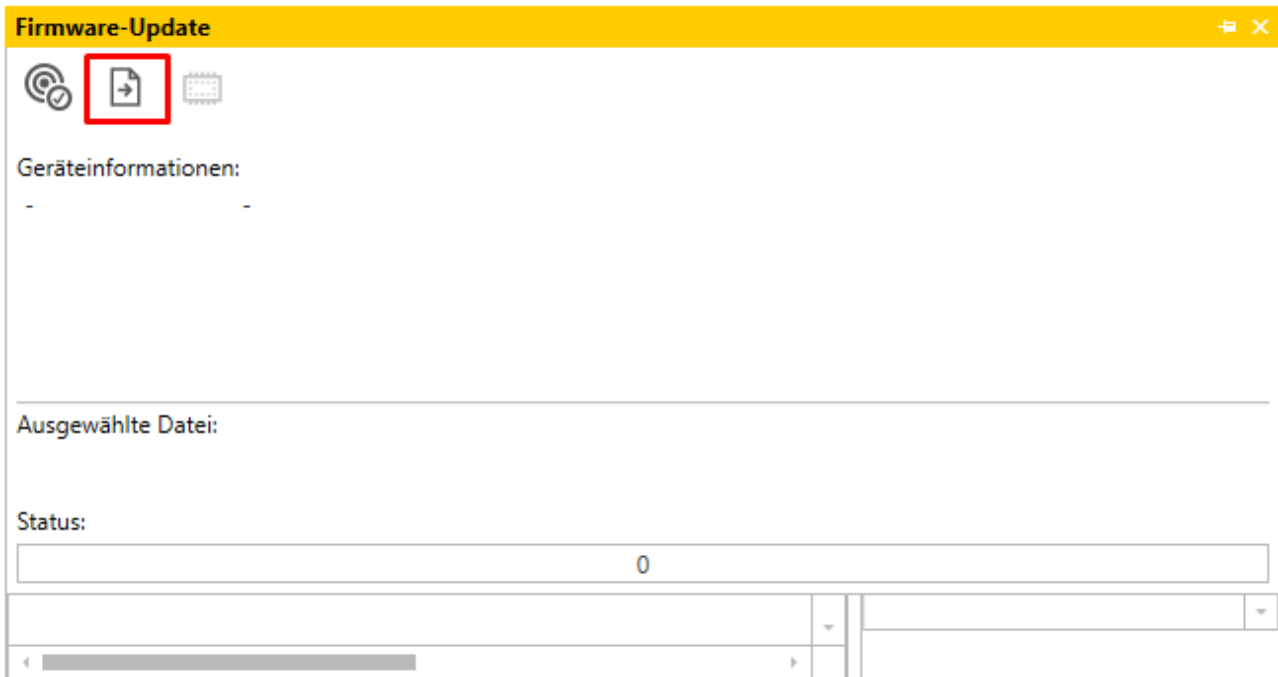 Firmware-Update
Geräteinformationen:
- -
Ausgewählte Datei:
Status:
0